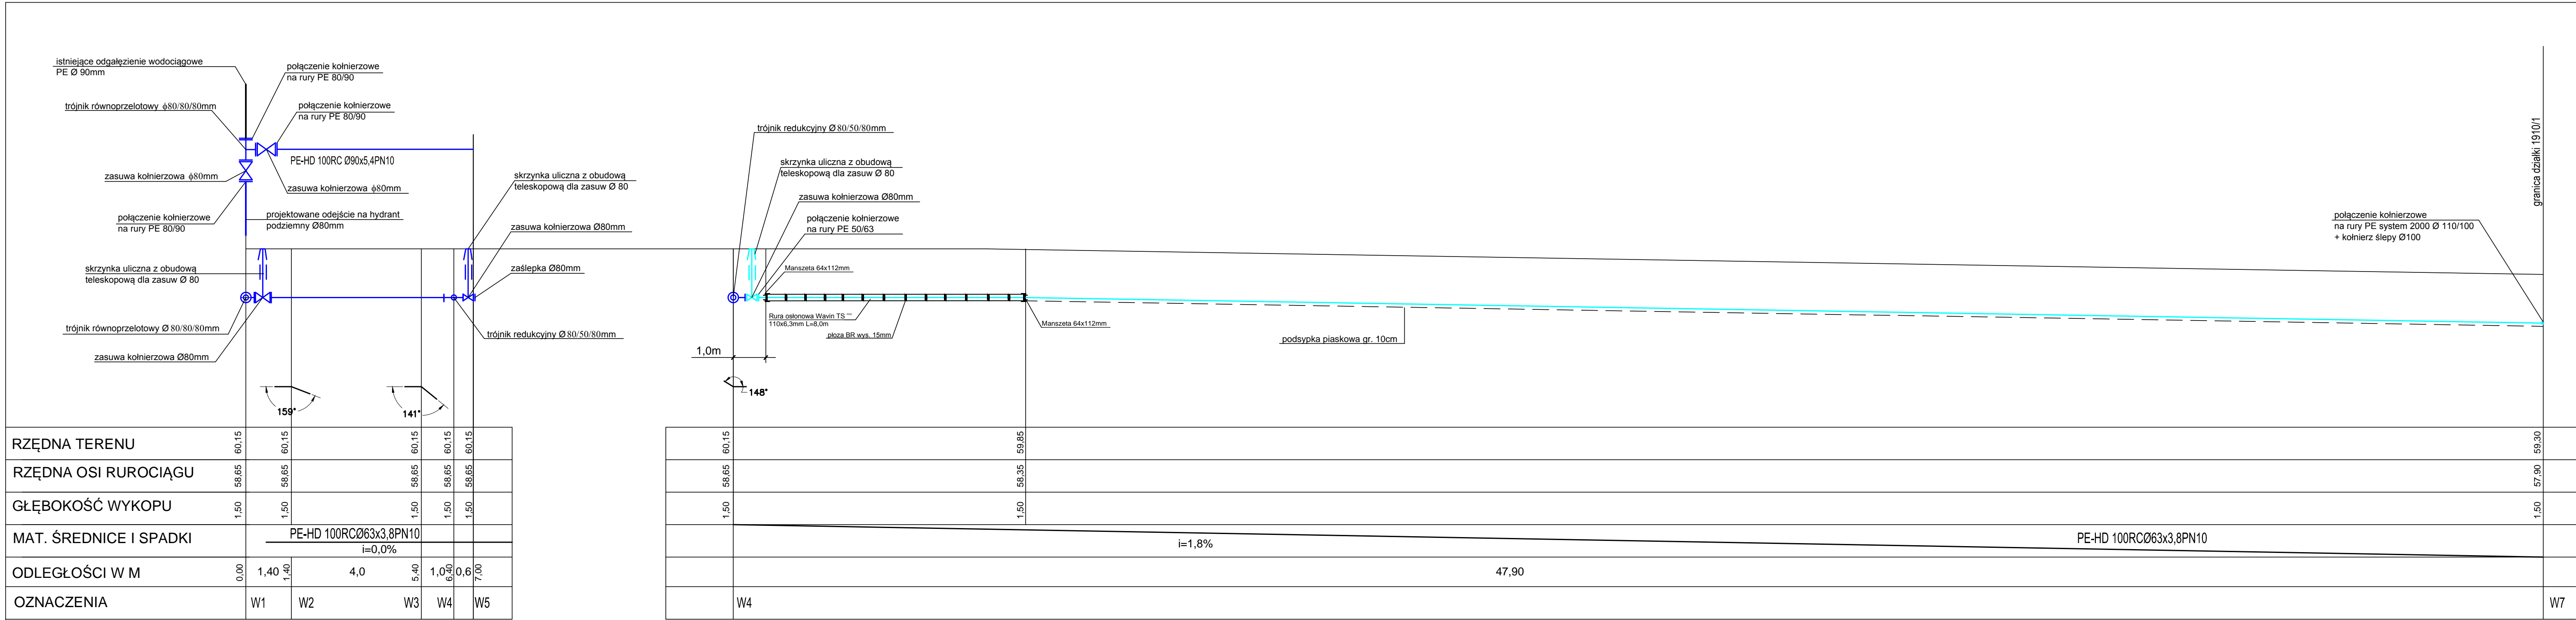 istniejące odgałęzienie wodociągowe
PE Ø 90mm
połączenie kołnierzowe
na rury PE 80/90
trójnik równoprzelotowy ϕ80/80/80mm
połączenie kołnierzowe
na rury PE 80/90
PE-HD 100RC Ø90x5,4PN10
zasuwa kołnierzowa ϕ80mm
zasuwa kołnierzowa ϕ80mm
połączenie kołnierzowe
na rury PE 80/90
projektowane odejście na hydrant
podziemny Ø80mm
skrzynka uliczna z obudową
teleskopową dla zasuw Ø 80
zasuwa kołnierzowa Ø80mm
zaślepka Ø80mm
skrzynka uliczna z obudową
teleskopową dla zasuw Ø 80
trójnik równoprzelotowy Ø 80/80/80mm
zasuwa kołnierzowa Ø80mm
trójnik redukcyjny Ø 80/50/80mm
trójnik redukcyjny Ø 80/50/80mm
skrzynka uliczna z obudową
teleskopową dla zasuw Ø 80
zasuwa kołnierzowa Ø80mm
połączenie kołnierzowe
na rury PE 50/63
Manszeta 64x112mm
Rura osłonowa Wavin TS
110x6,3mm L=8,0m
płoza BR wys. 15mm
Manszeta 64x112mm
podsypka piaskowa gr. 10cm
granica działki 1910/1
połączenie kołnierzowe
na rury PE system 2000 Ø 110/100
+ kołnierz ślepy Ø100
1,0m
159°
141°
148°
RZĘDNA TERENU 60,15 60,15 60,15 60,15 60,15 60,15 59,85 59,30
RZĘDNA OSI RUROCIĄGU 58,65 58,65 58,65 58,65 58,65 58,65 58,35 57,90
GŁĘBOKOŚĆ WYKOPU 1,50 1,50 1,50 1,50 1,50 1,50 1,50 1,50
MAT. ŚREDNICE I SPADKI PE-HD 100RCØ63x3,8PN10 PE-HD 100RCØ63x3,8PN10
i=0,0% i=1,8%
ODLEGŁOŚCI W M 0,00 1,40 1,40 4,0 5,40 1,0 6,40 0,6 7,00 47,90
OZNACZENIA W1 W2 W3 W4 W5 W4 W7